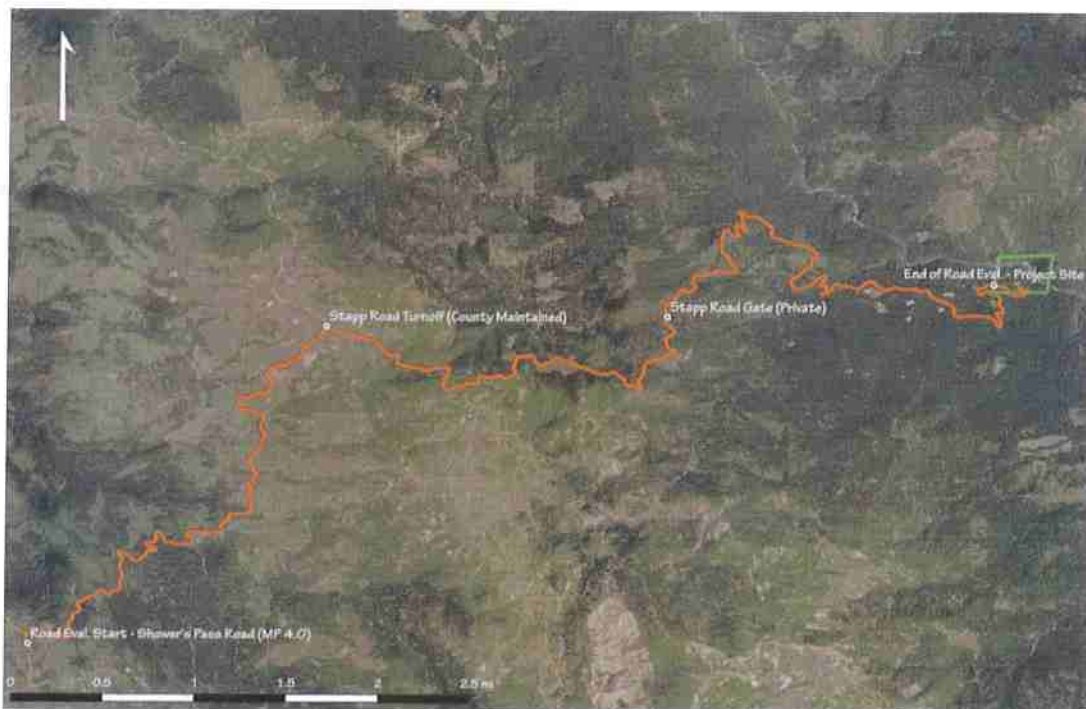 End of Road Eval. - Project Site
Stapp Road Gate (Private)
Stapp Road Turnoff (County Maintained)
Road Eval. Start - Shower's Pass Road (MP 4.0)
0 0.5 1 1.5 2 2.5 mi